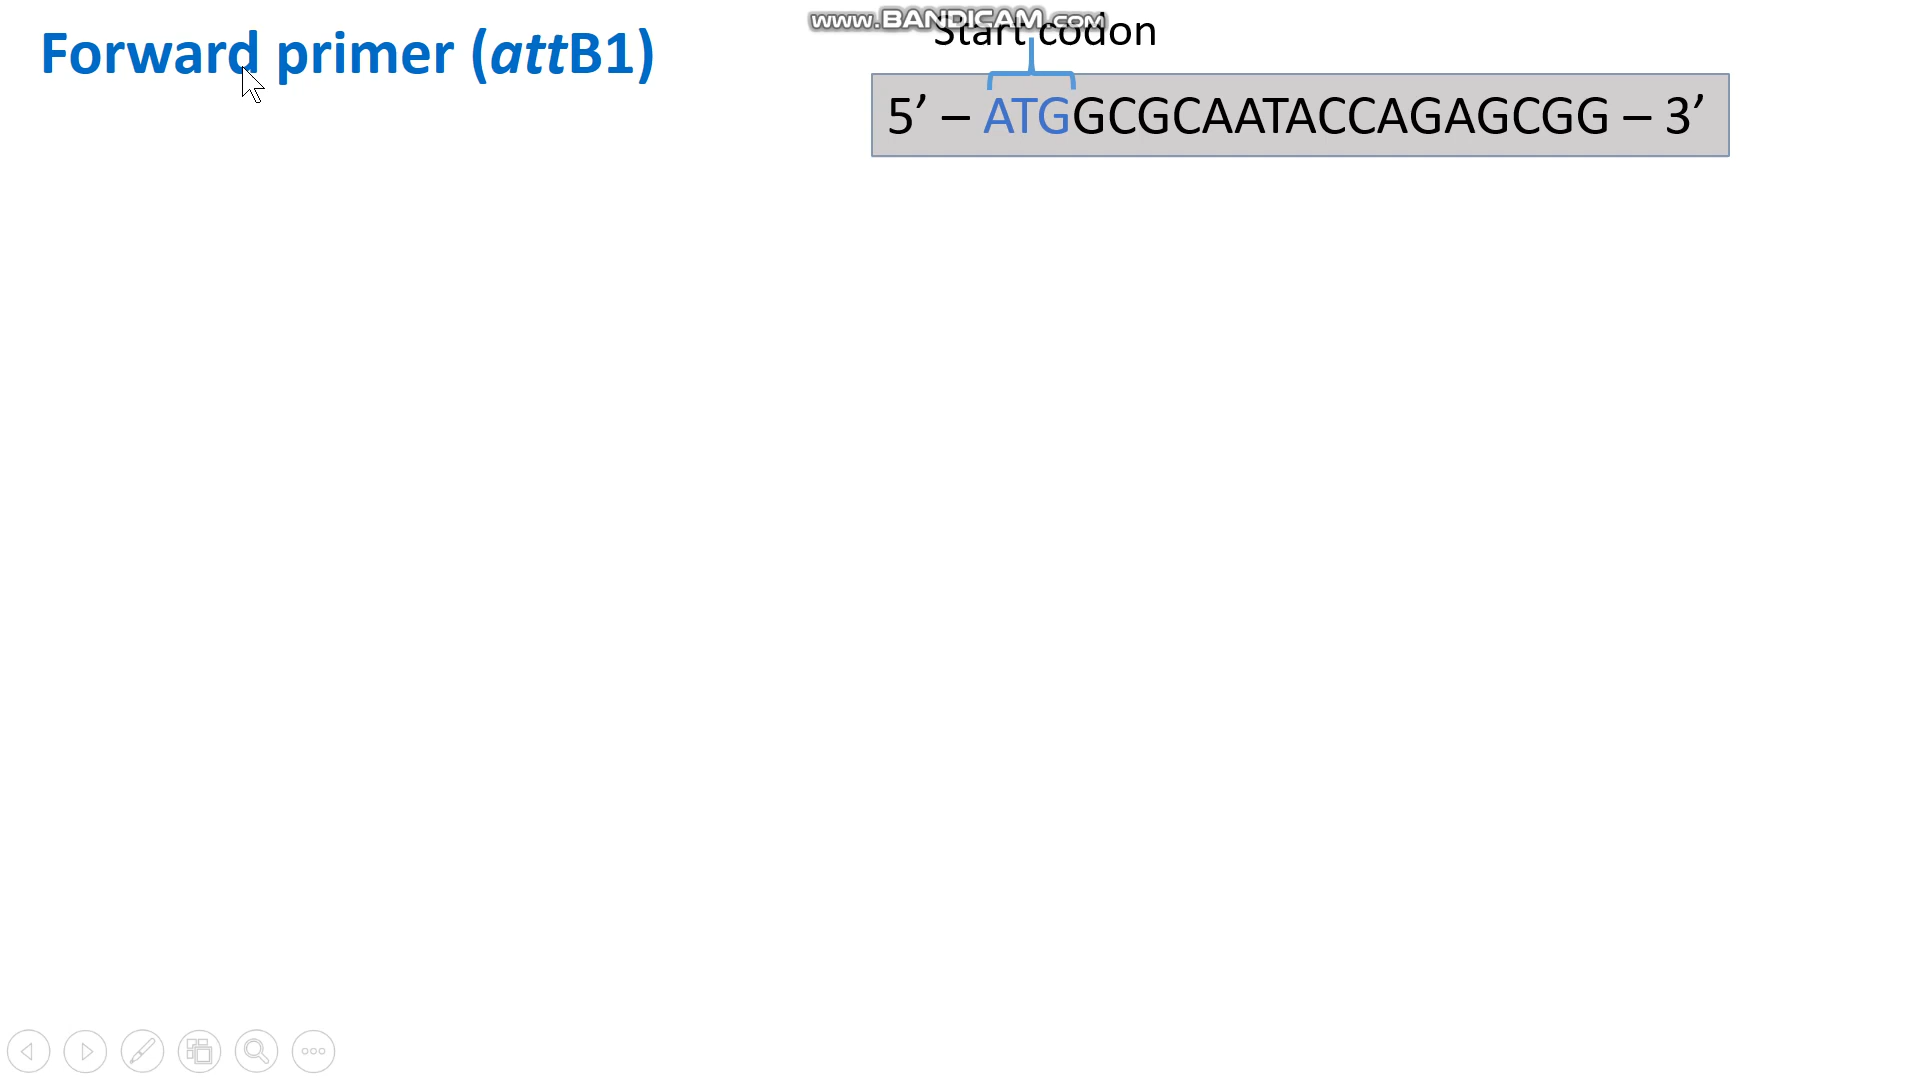 www.BANDICAM.com
Forward primer (attB1)
Start codon
5’ – ATGGCGCAATACCAGAGCGG – 3’